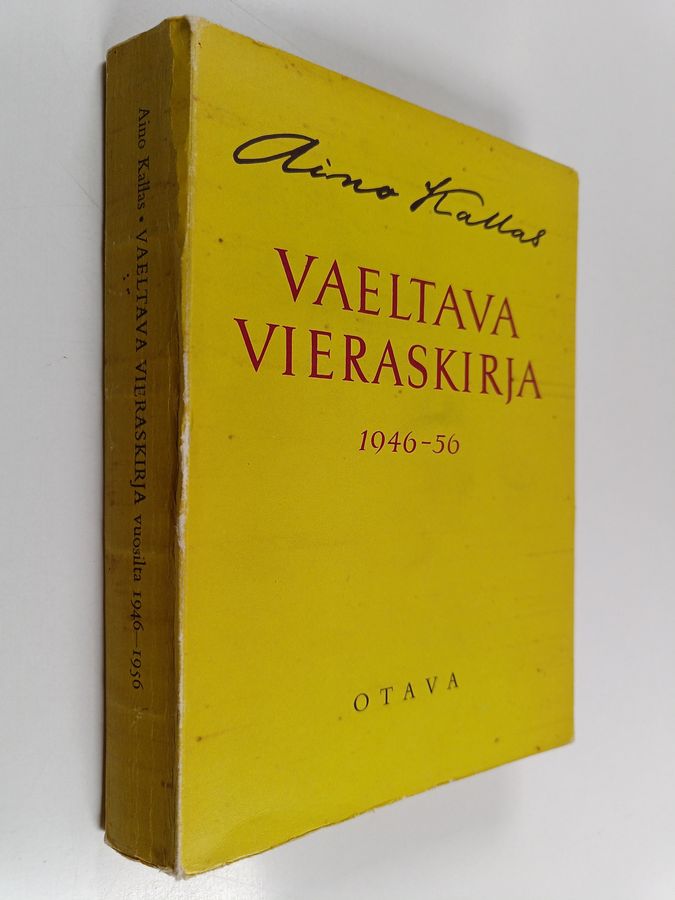 Aino Kallas
VAELTAVA
VIERASKIRJA
1946-56
OTAVA
Aino Kallas • VAELTAVA VIERASKIRJA vuosilta 1946—1956